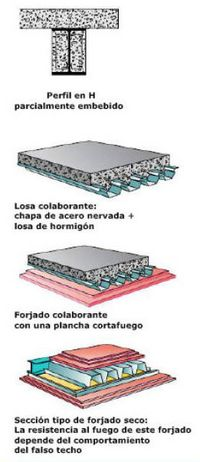 Perfil en H
parcialmente embebido
Losa colaborante:
chapa de acero nervada +
losa de hormigón
Forjado colaborante
con una plancha cortafuego
Sección tipo de forjado seco:
La resistencia al fuego de este forjado
depende del comportamiento
del falso techo